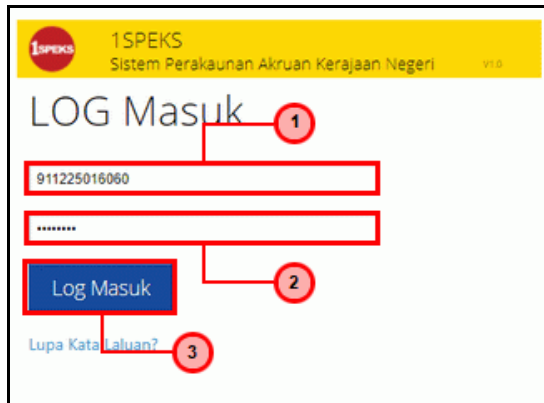 1SPEKS
1SPEKS
Sistem Perakaunan Akruan Kerajaan Negeri
V1.0
LOG Masuk
1
911225016060
••••••••
2
Log Masuk
Lupa Kata Laluan?
3